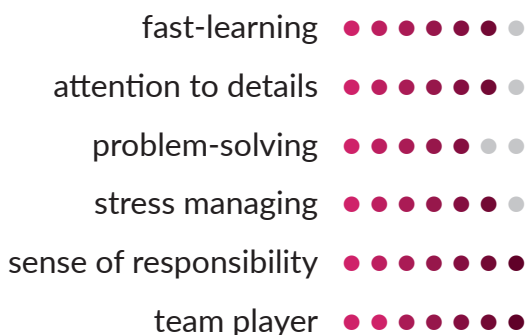 fast-learning
attention to details
problem-solving
stress managing
sense of responsibility
team player